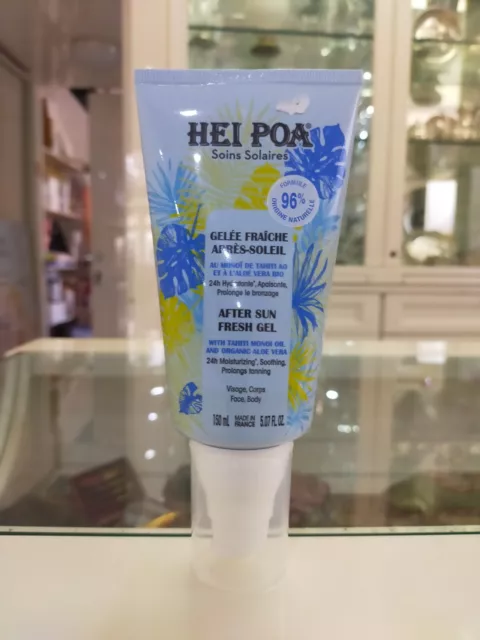 HEI POA
Soins Solaires
FORMULE
96%
ORIGINE NATURELLE
GELÉE FRAÎCHE
APRÈS-SOLEIL
AU MONOÏ DE TAHITI AO
ET À L'ALOE VERA BIO
24h Hydratante*, Apaisante,
Prolonge le bronzage
AFTER SUN
FRESH GEL
WITH TAHITI MONOI OIL
AND ORGANIC ALOE VERA
24h Moisturizing*, Soothing,
Prolongs tanning
Visage, Corps
Face, Body
150 mL MADE IN FRANCE 5.07 FL.OZ.